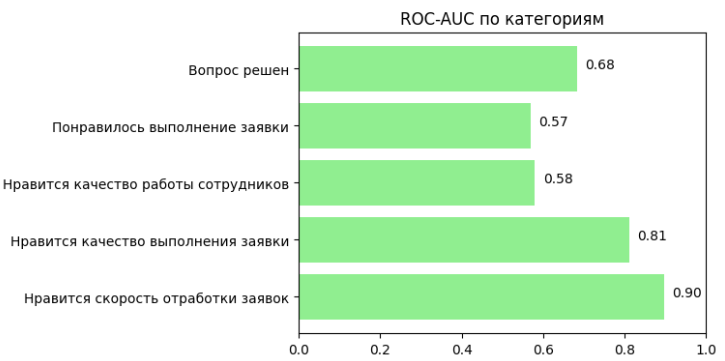 ROC-AUC по категориям
Вопрос решен
0.68
Понравилось выполнение заявки
0.57
Нравится качество работы сотрудников
0.58
Нравится качество выполнения заявки
0.81
Нравится скорость отработки заявок
0.90
0.0 0.2 0.4 0.6 0.8 1.0